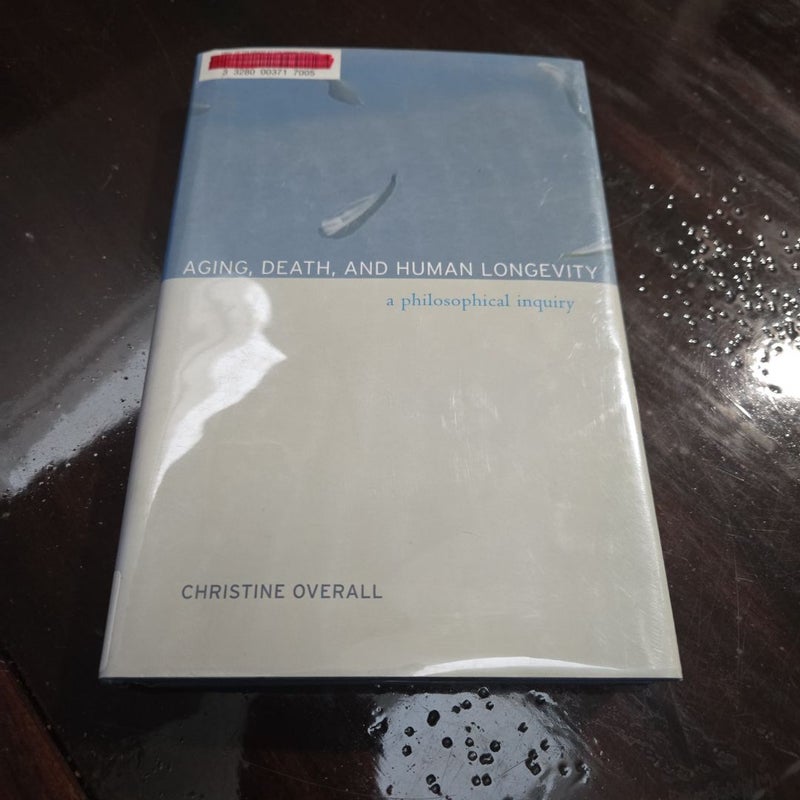 3 3280 00371 7005
AGING, DEATH, AND HUMAN LONGEVITY
a philosophical inquiry
CHRISTINE OVERALL